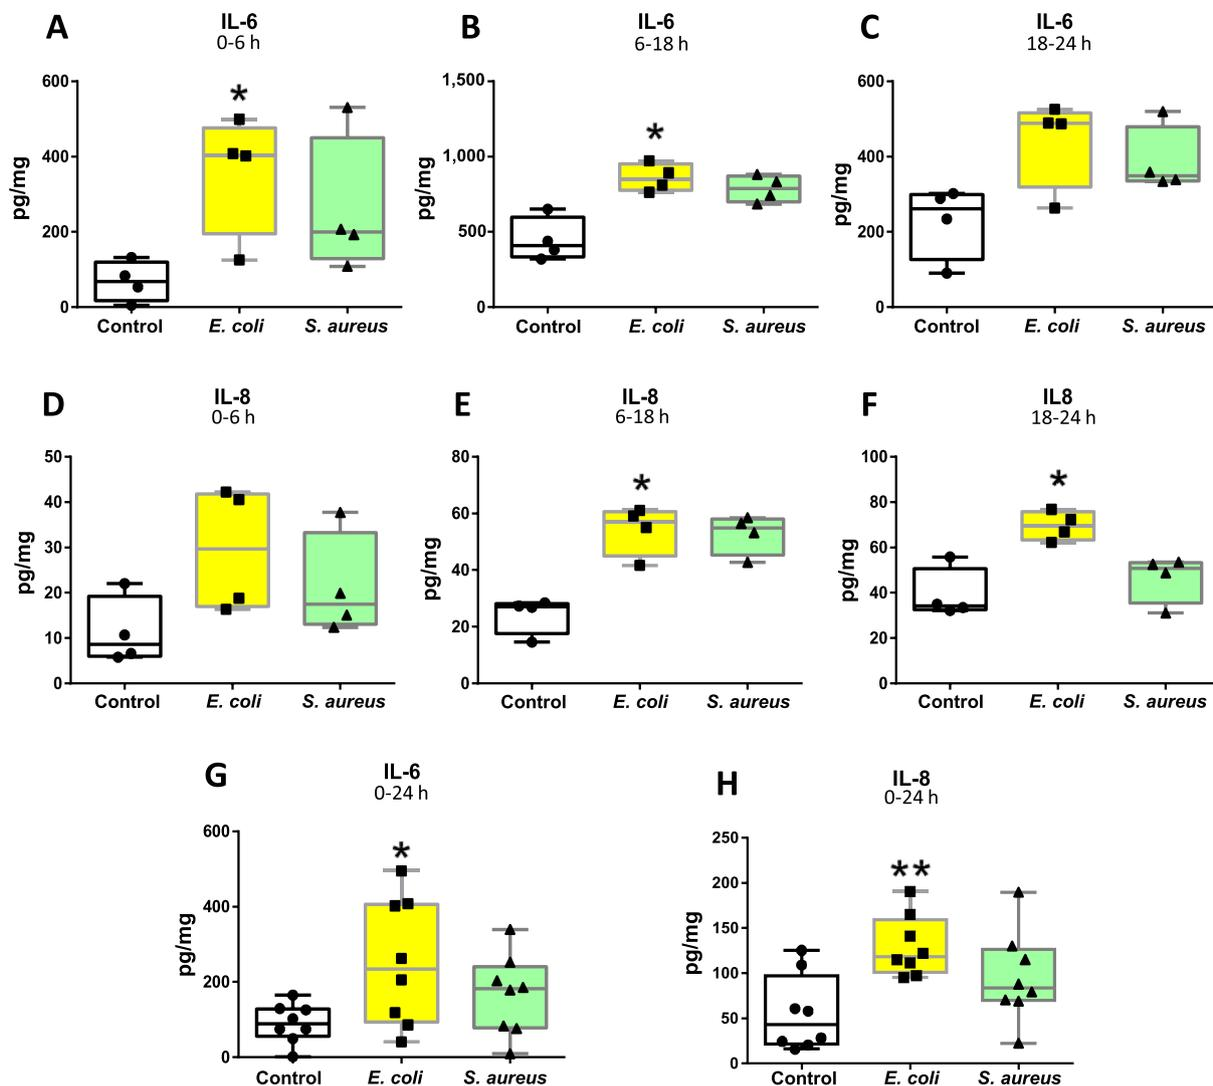 A
IL-6
0-6 h
B
IL-6
6-18 h
C
IL-6
18-24 h
600
400
200
0
pg/mg
*
Control
E. coli
S. aureus
1,500
1,000
500
0
pg/mg
*
Control
E. coli
S. aureus
600
400
200
0
pg/mg
Control
E. coli
S. aureus
D
IL-8
0-6 h
E
IL-8
6-18 h
F
IL8
18-24 h
50
40
30
20
10
0
pg/mg
Control
E. coli
S. aureus
80
60
40
20
0
pg/mg
*
Control
E. coli
S. aureus
100
80
60
40
20
0
pg/mg
*
Control
E. coli
S. aureus
G
IL-6
0-24 h
H
IL-8
0-24 h
600
400
200
0
pg/mg
*
Control
E. coli
S. aureus
250
200
150
100
50
0
pg/mg
**
Control
E. coli
S. aureus